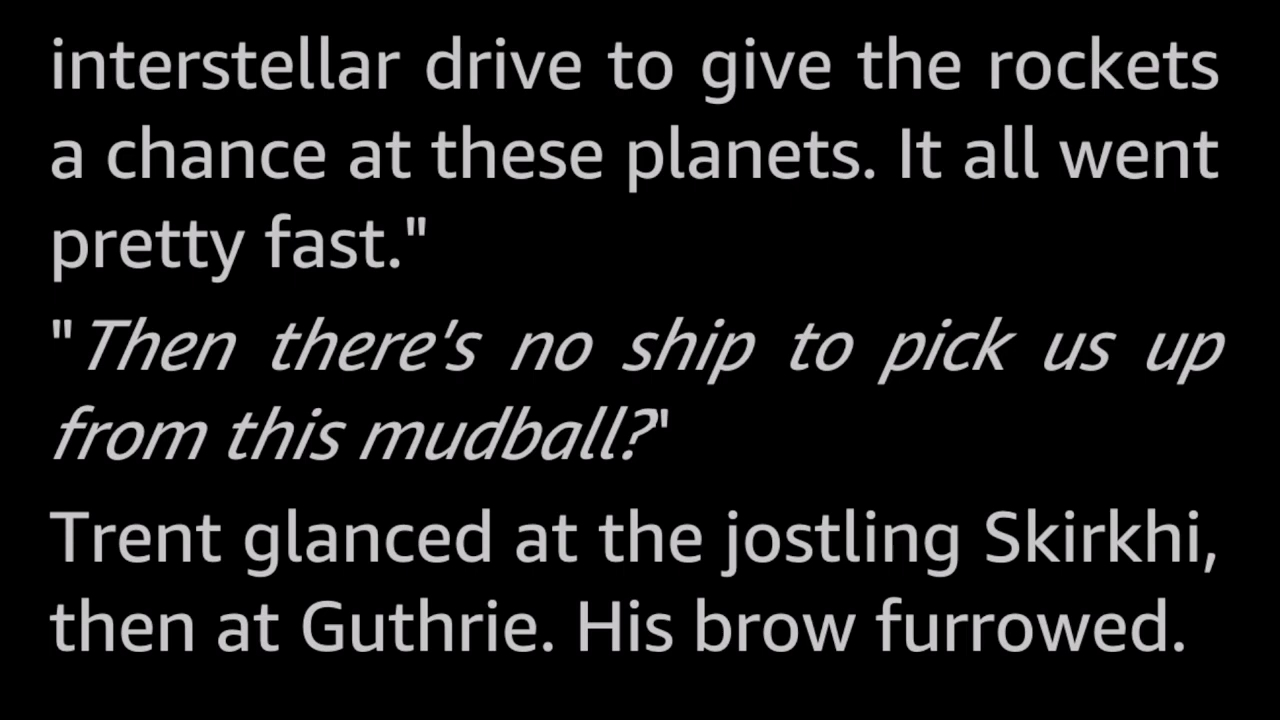 interstellar drive to give the rockets
a chance at these planets. It all went
pretty fast."
"Then there's no ship to pick us up
from this mudball?"
Trent glanced at the jostling Skirkhi,
then at Guthrie. His brow furrowed.